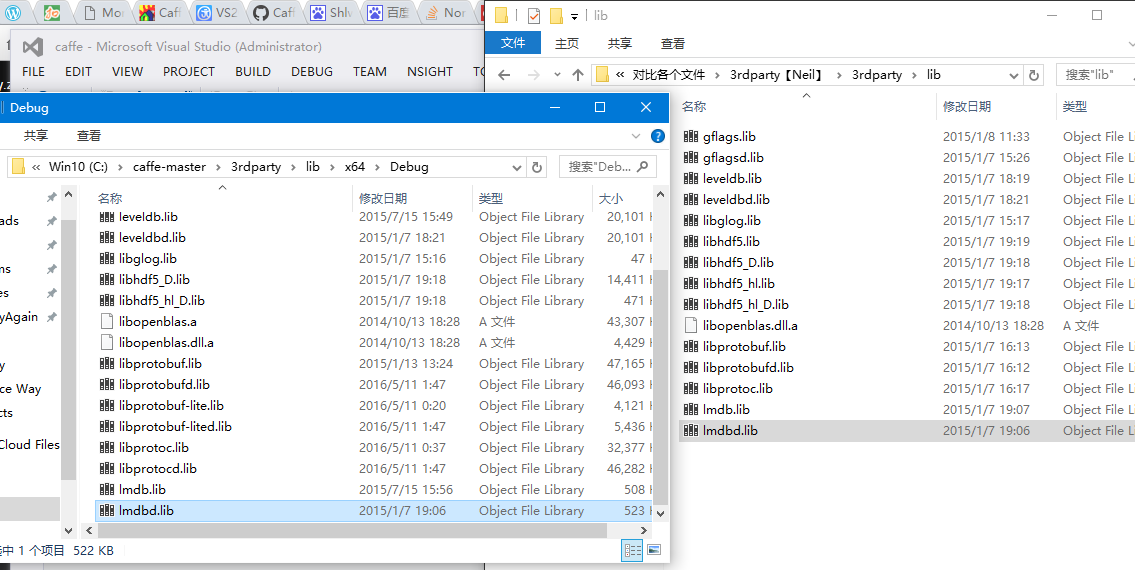 Mor
Caff
VS2
Caff
Shlv
百度
Nor
caffe - Microsoft Visual Studio (Administrator)
FILE EDIT VIEW PROJECT BUILD DEBUG TEAM NSIGHT TO
lib
文件 主页 共享 查看
« 对比各个文件 › 3rdparty【Neil】 › 3rdparty › lib
搜索"lib"
名称 修改日期 类型
gflags.lib 2015/1/8 11:33 Object File Li
gflagsd.lib 2015/1/7 15:26 Object File Li
leveldb.lib 2015/1/7 18:19 Object File Li
leveldbd.lib 2015/1/7 18:21 Object File Li
libglog.lib 2015/1/7 15:17 Object File Li
libhdf5.lib 2015/1/7 19:19 Object File Li
libhdf5_D.lib 2015/1/7 19:18 Object File Li
libhdf5_hl.lib 2015/1/7 19:17 Object File Li
libhdf5_hl_D.lib 2015/1/7 19:18 Object File Li
libopenblas.dll.a 2014/10/13 18:28 A 文件
libprotobuf.lib 2015/1/7 16:13 Object File Li
libprotobufd.lib 2015/1/7 16:12 Object File Li
libprotoc.lib 2015/1/7 16:17 Object File Li
lmdb.lib 2015/1/7 19:07 Object File Li
lmdbd.lib 2015/1/7 19:06 Object File Li
Debug
共享 查看
« Win10 (C:) › caffe-master › 3rdparty › lib › x64 › Debug
搜索"Deb...
名称 修改日期 类型 大小
leveldb.lib 2015/7/15 15:49 Object File Library 20,101
leveldbd.lib 2015/1/7 18:21 Object File Library 20,101
libglog.lib 2015/1/7 15:16 Object File Library 47
libhdf5_D.lib 2015/1/7 19:18 Object File Library 14,411
libhdf5_hl_D.lib 2015/1/7 19:18 Object File Library 471
libopenblas.a 2014/10/13 18:28 A 文件 43,307
libopenblas.dll.a 2014/10/13 18:28 A 文件 4,429
libprotobuf.lib 2015/1/13 13:24 Object File Library 47,165
libprotobufd.lib 2016/5/11 1:47 Object File Library 46,093
libprotobuf-lite.lib 2016/5/11 0:20 Object File Library 4,121
libprotobuf-lited.lib 2016/5/11 1:47 Object File Library 5,436
libprotoc.lib 2016/5/11 0:37 Object File Library 32,377
libprotocd.lib 2016/5/11 1:47 Object File Library 46,282
lmdb.lib 2015/7/15 15:56 Object File Library 508
lmdbd.lib 2015/1/7 19:06 Object File Library 523
ads
ms
es
yAgain
y
ce Way
cts
Cloud Files
中 1 个项目 522 KB